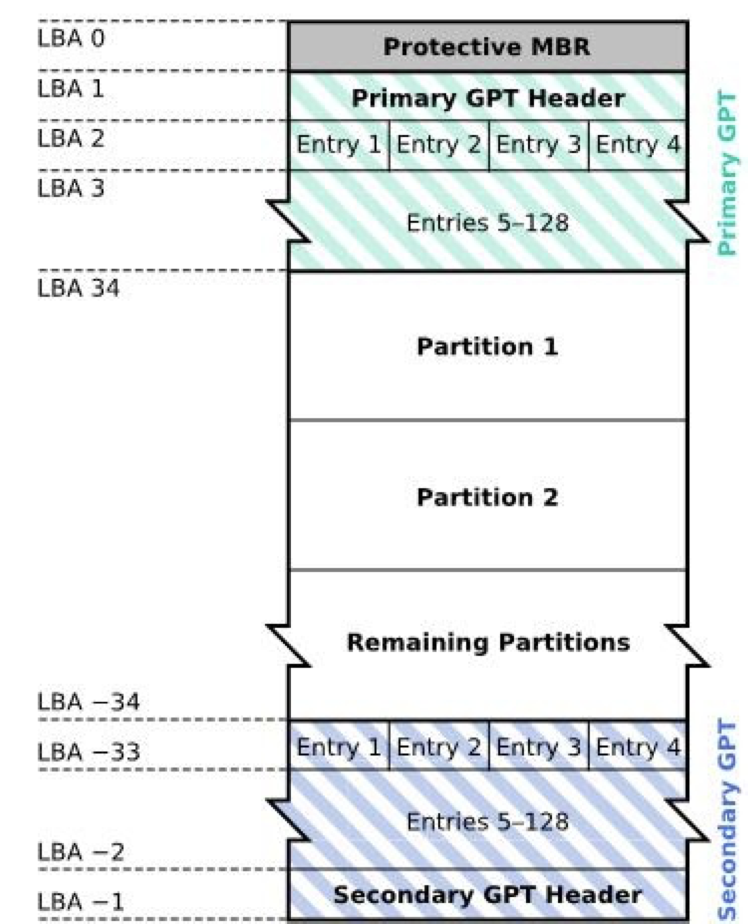 LBA 0
Protective MBR
LBA 1
Primary GPT Header
LBA 2
Entry 1 Entry 2 Entry 3 Entry 4
LBA 3
Entries 5–128
Primary GPT
LBA 34
Partition 1
Partition 2
Remaining Partitions
LBA −34
LBA −33
Entry 1 Entry 2 Entry 3 Entry 4
Entries 5–128
LBA −2
LBA −1
Secondary GPT Header
Secondary GPT